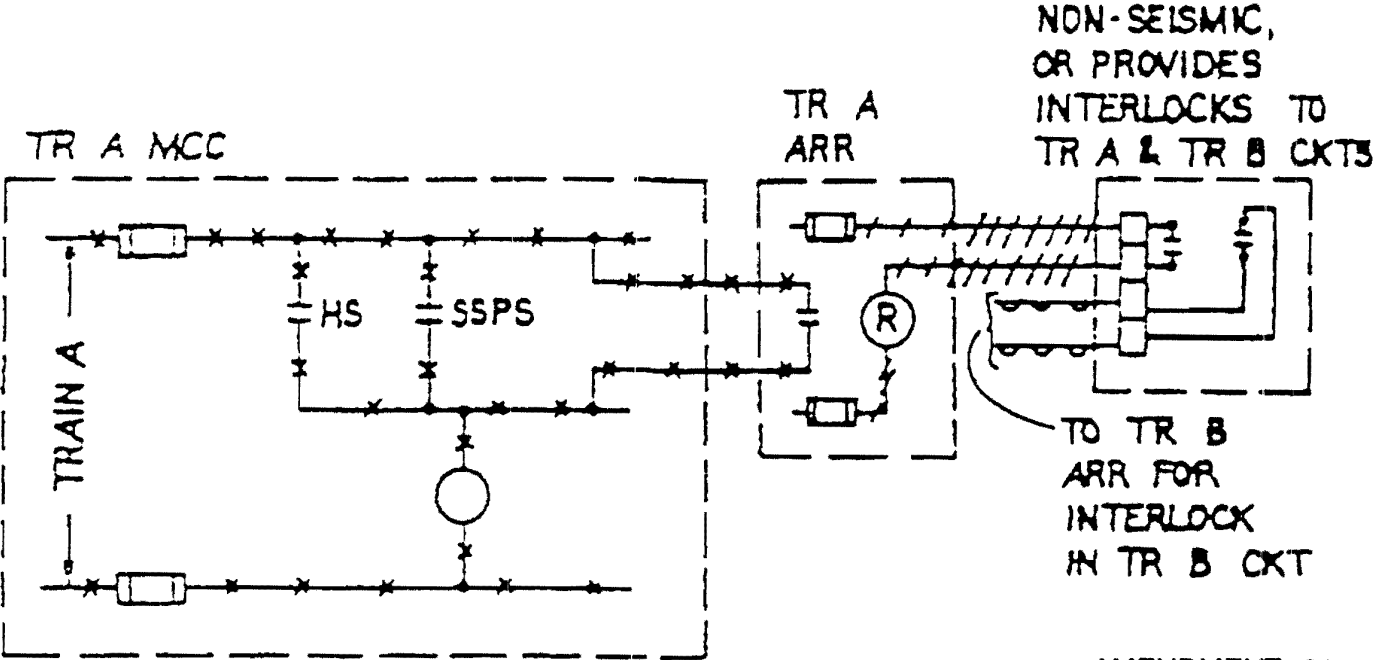 NON-SEISMIC,
OR PROVIDES
INTERLOCKS TO
TR A & TR B CKTS
TR A
ARR
TR A MCC
HS
SSPS
R
TRAIN A
TO TR B
ARR FOR
INTERLOCK
IN TR B CKT